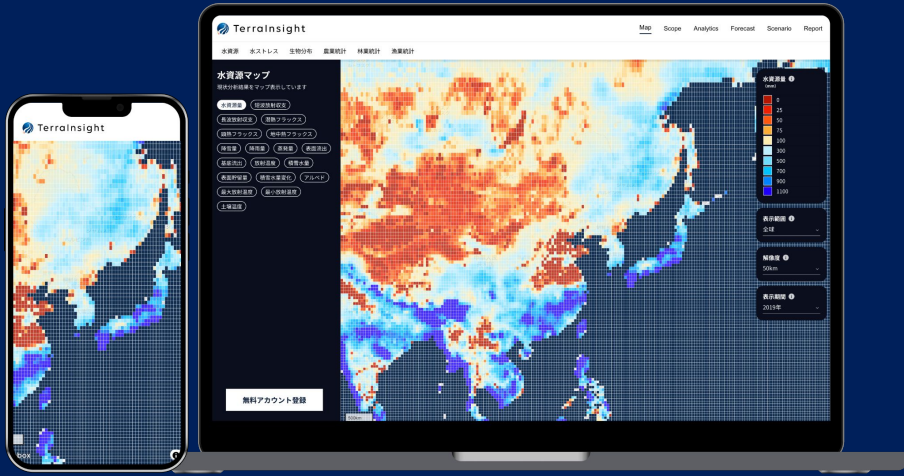 TerraInsight
TerraInsight
Map Scope Analytics Forecast Scenario Report
水資源 水ストレス 生物分布 農業統計 林業統計 漁業統計
水資源マップ
現状分析結果をマップ表示しています
水資源量 短波放射収支
長波放射収支 潜熱フラックス
顕熱フラックス 地中熱フラックス
降雪量 降雨量 蒸発量 表面流出
基底流出 放射温度 積雪水量
表面貯留量 積雪水量変化 アルベド
最大放射温度 最小放射温度
土壌温度
無料アカウント登録
500km
水資源量
(mm)
0
25
50
75
100
300
500
700
900
1100
表示範囲
全球
解像度
50km
表示期間
2019年
box